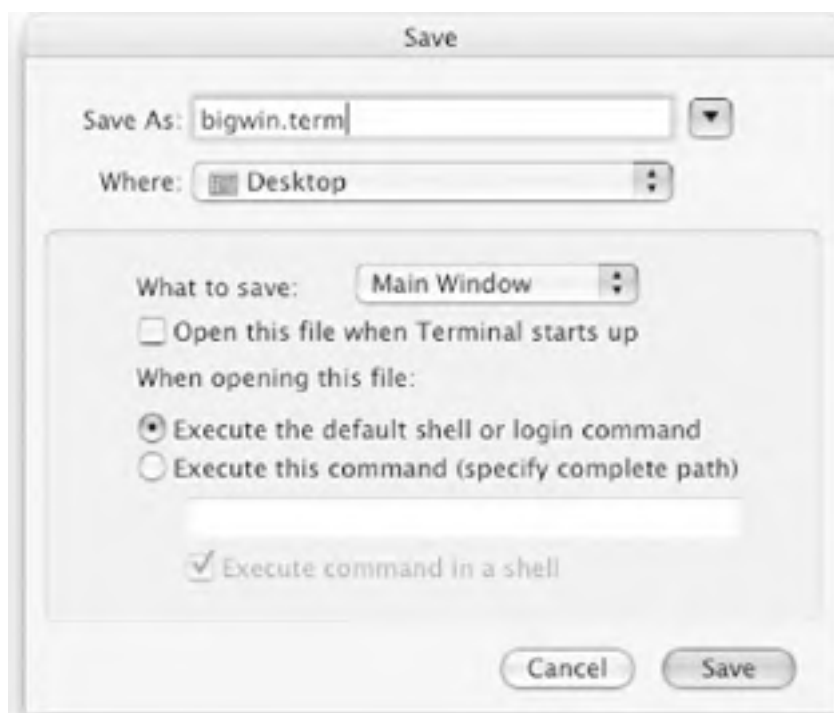 Save
Save As: bigwin.term
Where: Desktop
What to save: Main Window
Open this file when Terminal starts up
When opening this file:
Execute the default shell or login command
Execute this command (specify complete path)
Execute command in a shell
Cancel Save